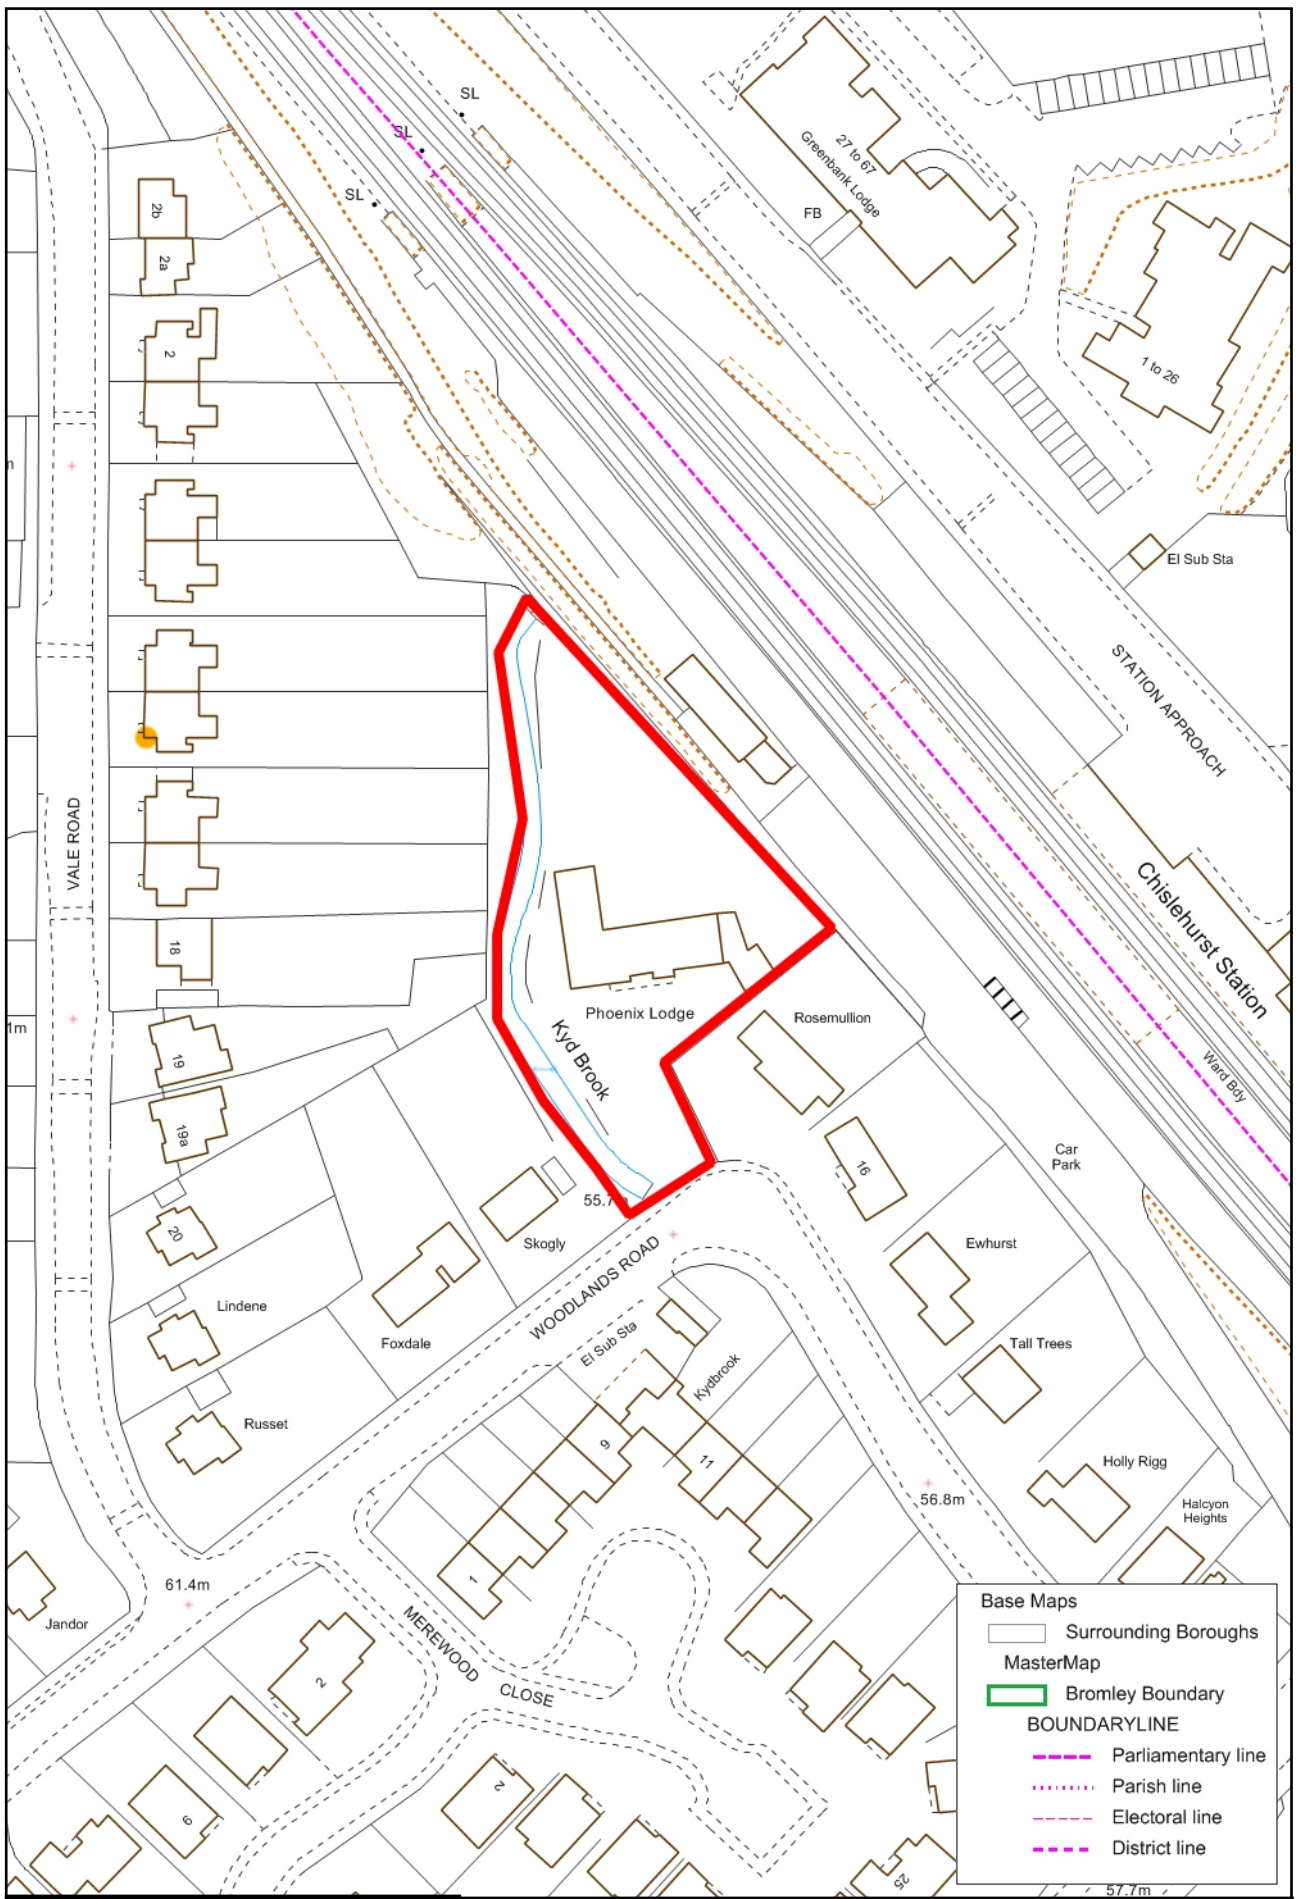 SL
SL
SL
27 to 67
Greenbank Lodge
FB
2b
2a
2
1 to 26
El Sub Sta
STATION APPROACH
VALE ROAD
Chislehurst Station
18
1m
Phoenix Lodge
Kyd Brook
Rosemullion
19
19a
Ward Bdy
Car
Park
16
20
55.7
Skogly
WOODLANDS ROAD
Ewhurst
Lindene
Foxdale
El Sub Sta
Kydbrook
Tall Trees
Russet
9
11
Holly Rigg
56.8m
Halcyon
Heights
1
61.4m
Jandor
MEREWOOD
CLOSE
2
2
9
25
57.7m
Base Maps
Surrounding Boroughs
MasterMap
Bromley Boundary
BOUNDARYLINE
Parliamentary line
Parish line
Electoral line
District line